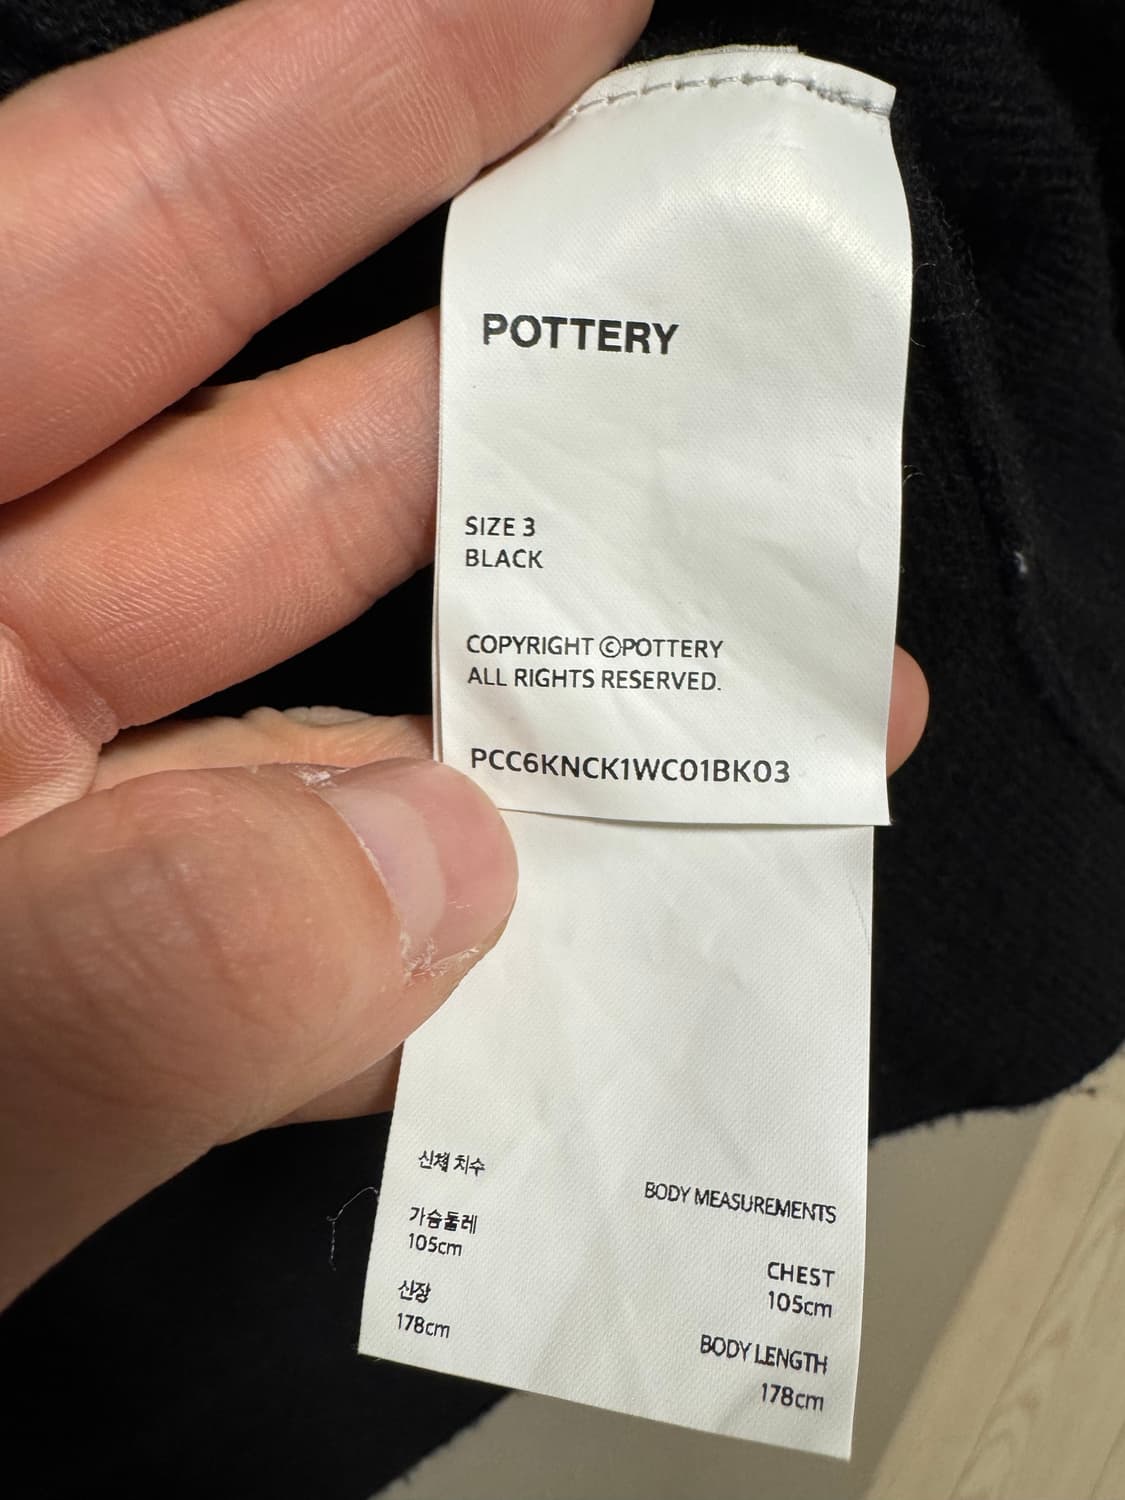 POTTERY
SIZE 3
BLACK
COPYRIGHT ©POTTERY
ALL RIGHTS RESERVED.
PCC6KNCK1WC01BK03
신체 치수
BODY MEASUREMENTS
가슴둘레
105cm
CHEST
105cm
신장
178cm
BODY LENGTH
178cm